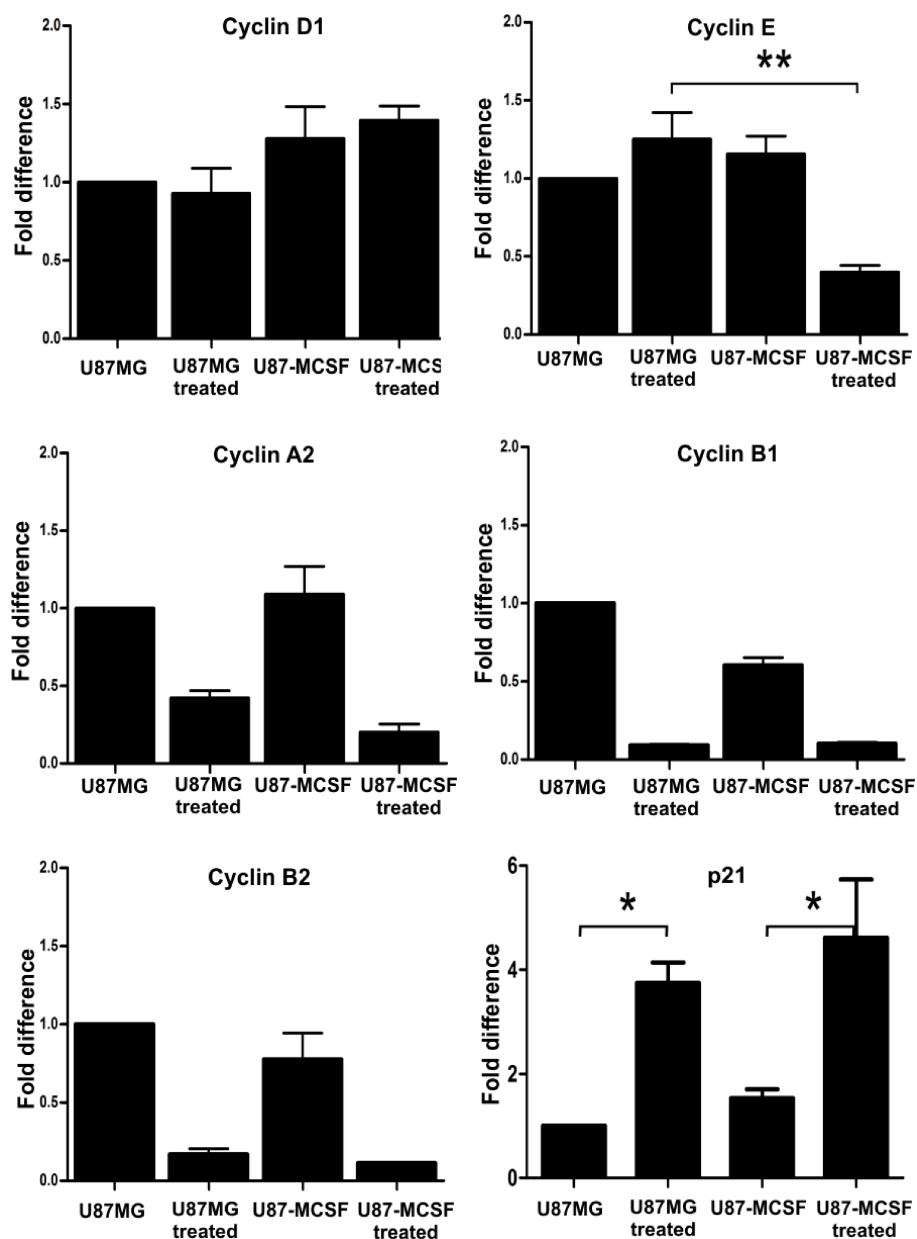 Cyclin D1
Fold difference
2.0
1.5
1.0
0.5
0.0
U87MG
U87MG
treated
U87-MCSF
U87-MCS
treated
Cyclin E
**
Fold difference
2.0
1.5
1.0
0.5
0.0
U87MG
U87MG
treated
U87-MCSF
U87-MCSF
treated
Cyclin A2
Fold difference
2.0
1.5
1.0
0.5
0.0
U87MG
U87MG
treated
U87-MCSF
U87-MCSF
treated
Cyclin B1
Fold difference
2.0
1.5
1.0
0.5
0.0
U87MG
U87MG
treated
U87-MCSF
U87-MCSF
treated
Cyclin B2
Fold difference
2.0
1.5
1.0
0.5
0.0
U87MG
U87MG
treated
U87-MCSF
U87-MCSF
treated
p21
* *
Fold difference
6
4
2
0
U87MG
U87MG
treated
U87-MCSF
U87-MCSF
treated